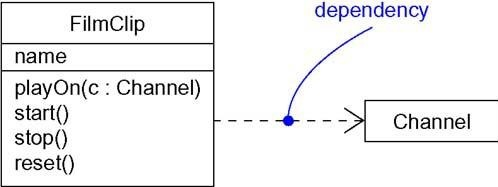 dependency
FilmClip
name
playOn(c : Channel)
start()
stop()
reset()
Channel